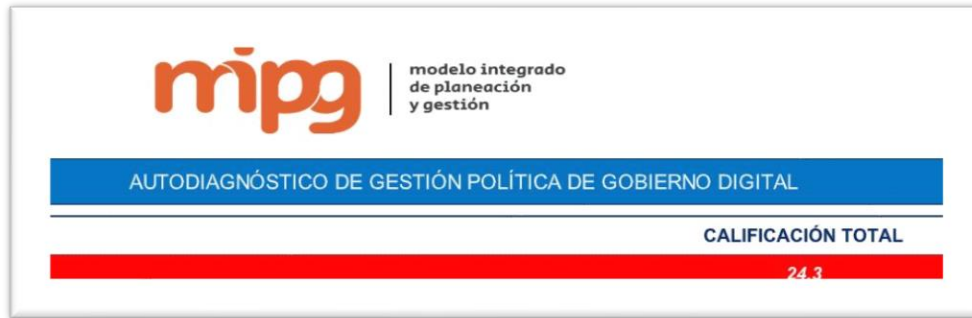 mipg
modelo integrado
de planeación
y gestión
AUTODIAGNÓSTICO DE GESTIÓN POLÍTICA DE GOBIERNO DIGITAL
CALIFICACIÓN TOTAL
24.3